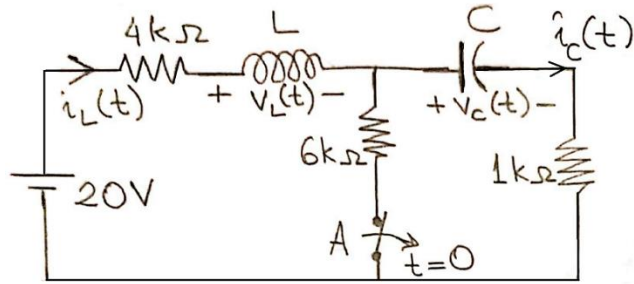 4kΩ
L
C
i_C(t)
i_L(t)
+ V_L(t) −
+ V_C(t) −
6kΩ
1kΩ
20V
A
t=0